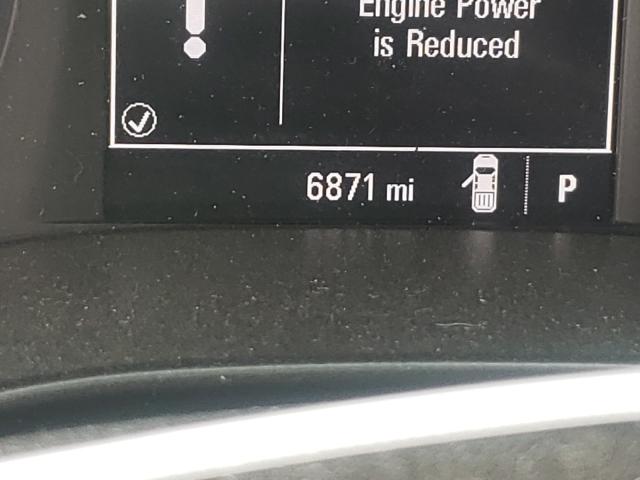 Engine Power
is Reduced
6871 mi
P